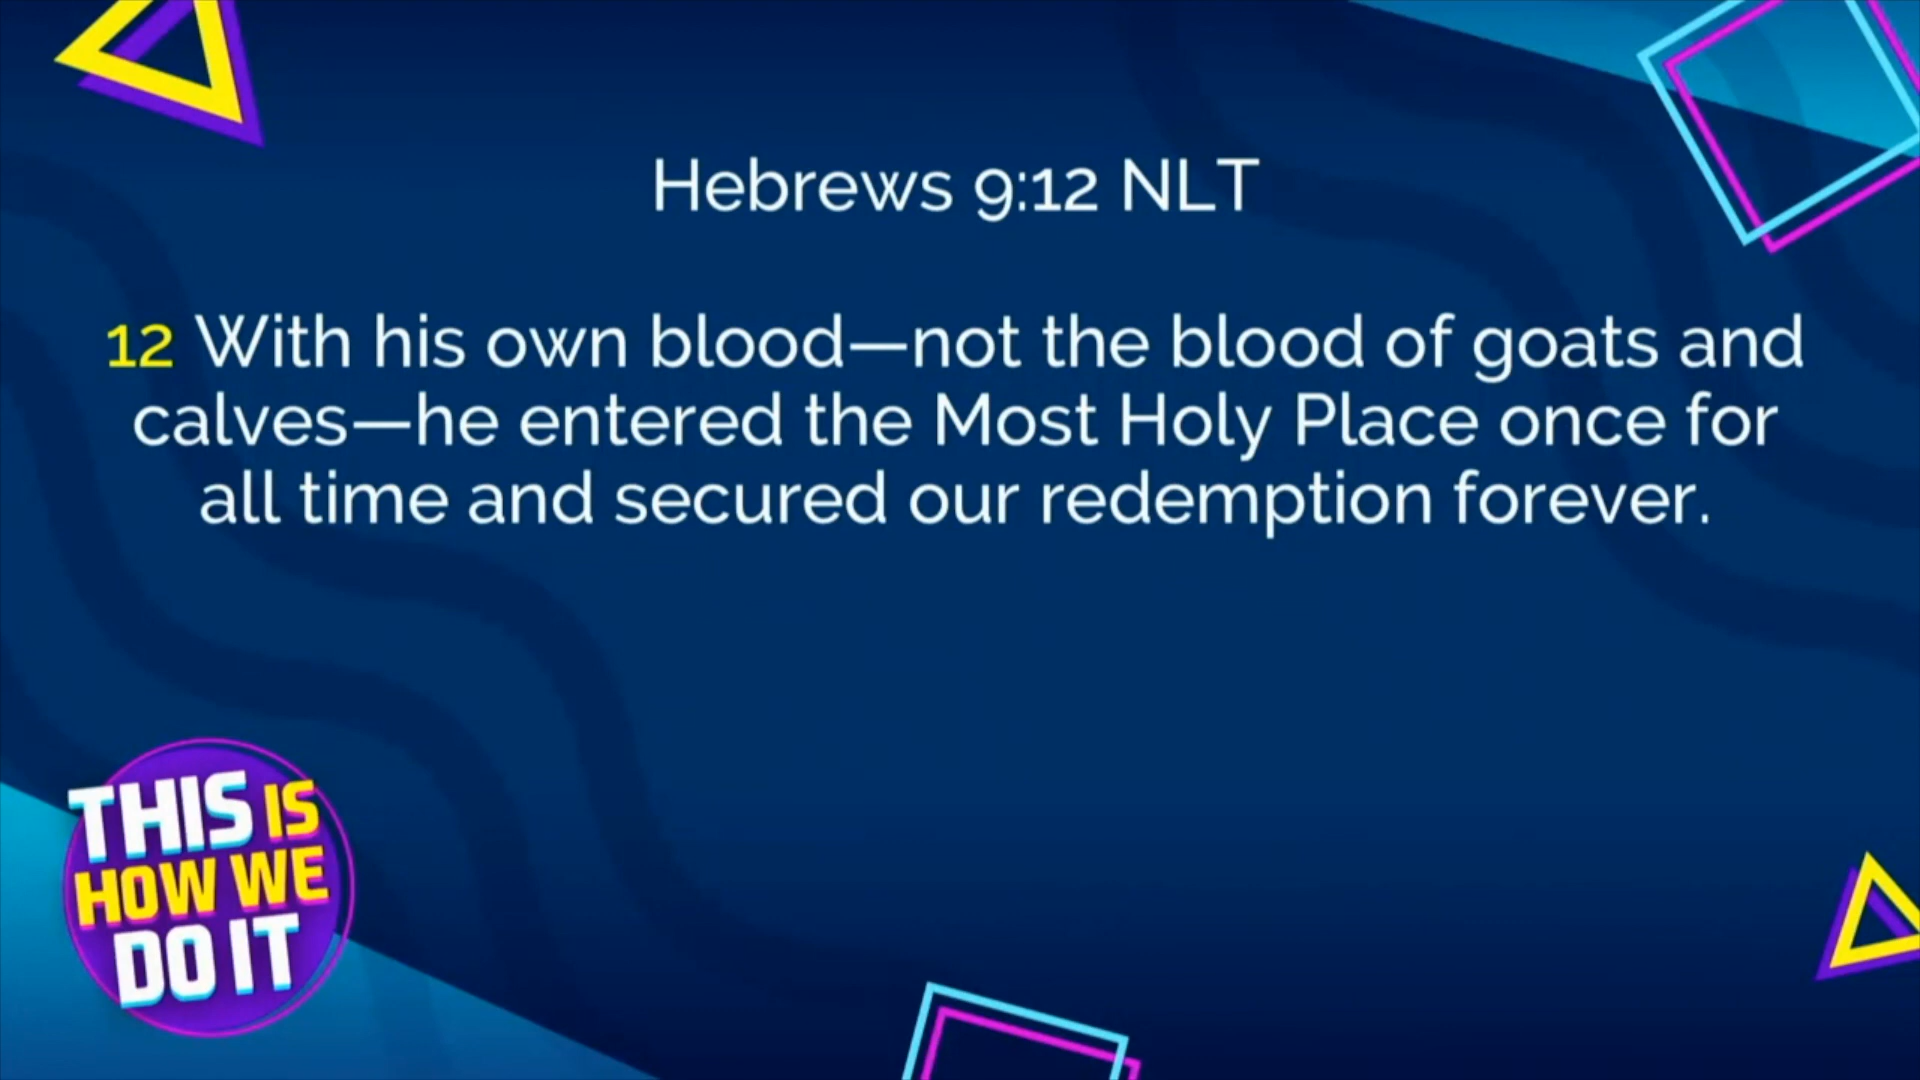 Hebrews 9:12 NLT
12 With his own blood—not the blood of goats and
calves—he entered the Most Holy Place once for
all time and secured our redemption forever.
THIS IS
HOW WE
DO IT